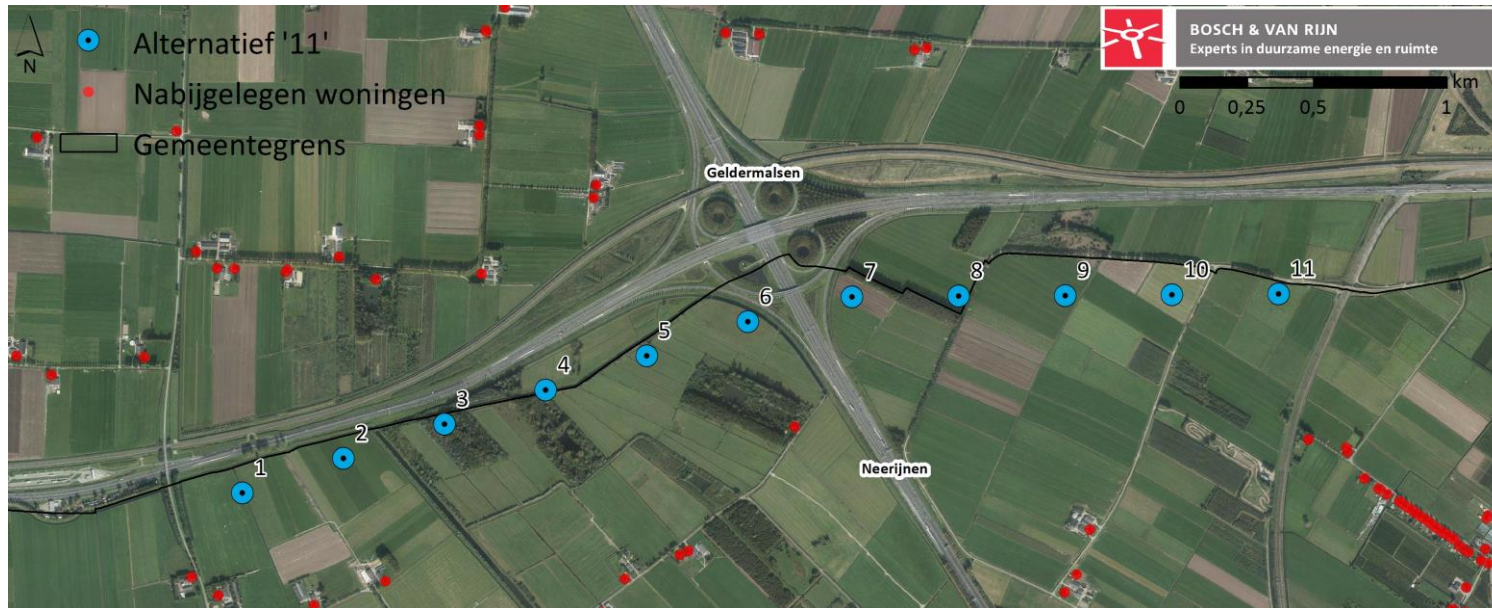 N
Alternatief '11'
Nabijgelegen woningen
Gemeentegrens
BOSCH & VAN RIJN
Experts in duurzame energie en ruimte
km
0 0,25 0,5 1
Geldermalsen
Neerijnen
1
2
3
4
5
6
7
8
9
10
11